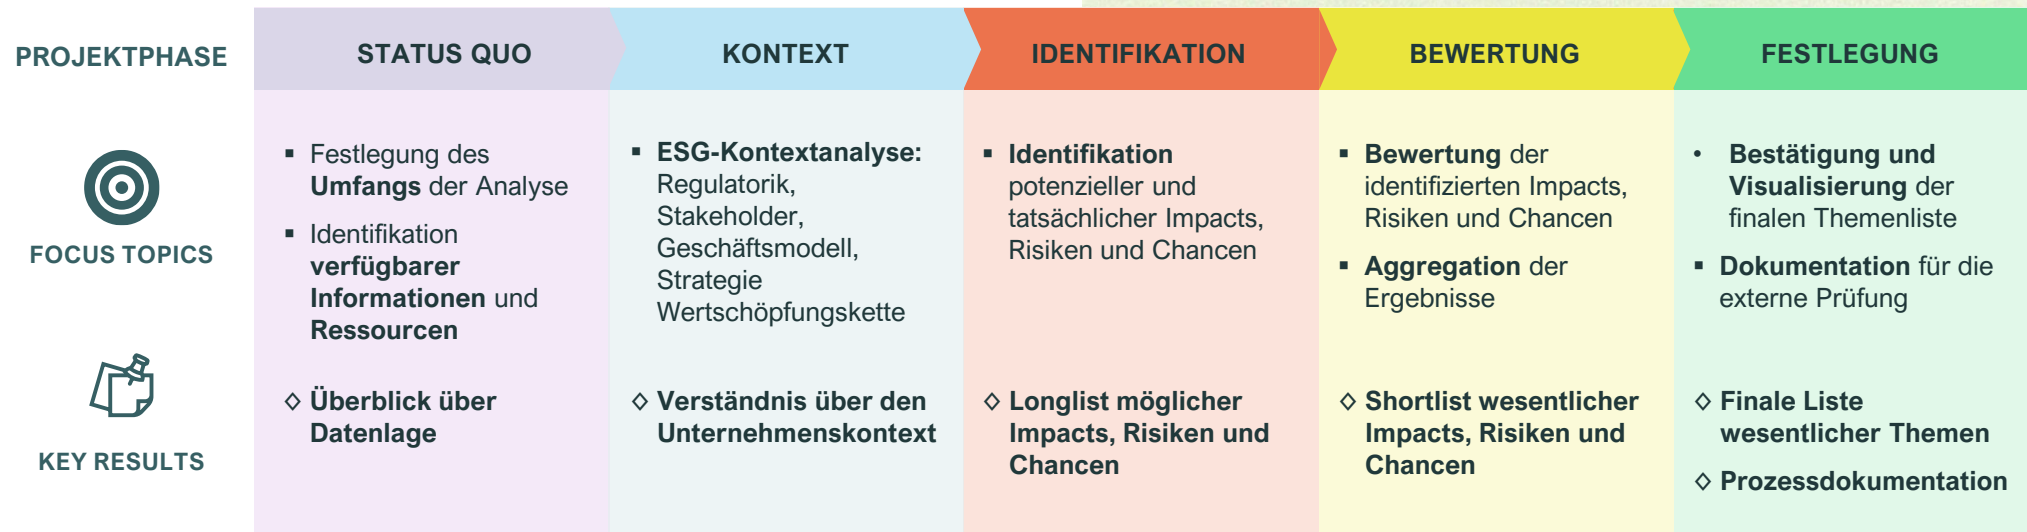 PROJEKTPHASE
STATUS QUO
KONTEXT
IDENTIFIKATION
BEWERTUNG
FESTLEGUNG
FOCUS TOPICS
▪ Festlegung des
Umfangs der Analyse
▪ Identifikation
verfügbarer
Informationen und
Ressourcen
▪ ESG-Kontextanalyse:
Regulatorik,
Stakeholder,
Geschäftsmodell,
Strategie
Wertschöpfungskette
▪ Identifikation
potenzieller und
tatsächlicher Impacts,
Risiken und Chancen
▪ Bewertung der
identifizierten Impacts,
Risiken und Chancen
▪ Aggregation der
Ergebnisse
• Bestätigung und
Visualisierung der
finalen Themenliste
▪ Dokumentation für die
externe Prüfung
KEY RESULTS
◇ Überblick über
Datenlage
◇ Verständnis über den
Unternehmenskontext
◇ Longlist möglicher
Impacts, Risiken und
Chancen
◇ Shortlist wesentlicher
Impacts, Risiken und
Chancen
◇ Finale Liste
wesentlicher Themen
◇ Prozessdokumentation